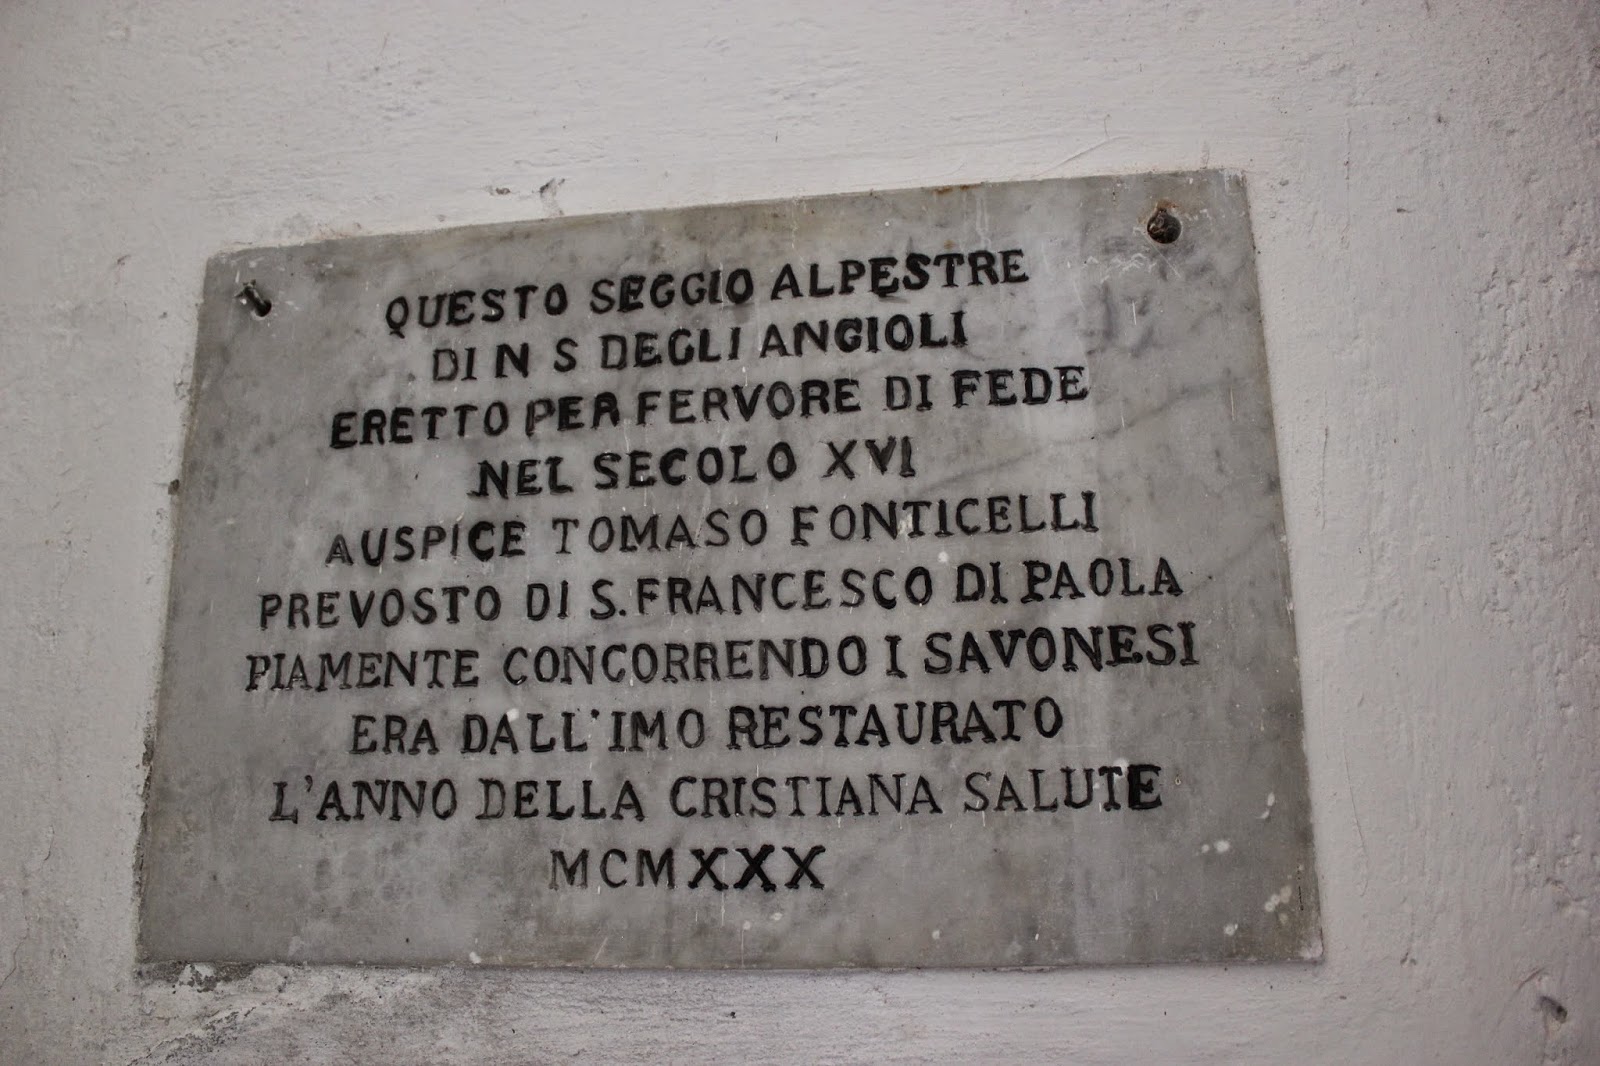 QUESTO SEGGIO ALPESTRE
DI N S DEGLI ANGIOLI
ERETTO PER FERVORE DI FEDE
NEL SECOLO XVI
AUSPICE TOMASO FONTICELLI
PREVOSTO DI S. FRANCESCO DI PAOLA
PIAMENTE CONCORRENDO I SAVONESI
ERA DALL'IMO RESTAURATO
L'ANNO DELLA CRISTIANA SALUTE
MCMXXX